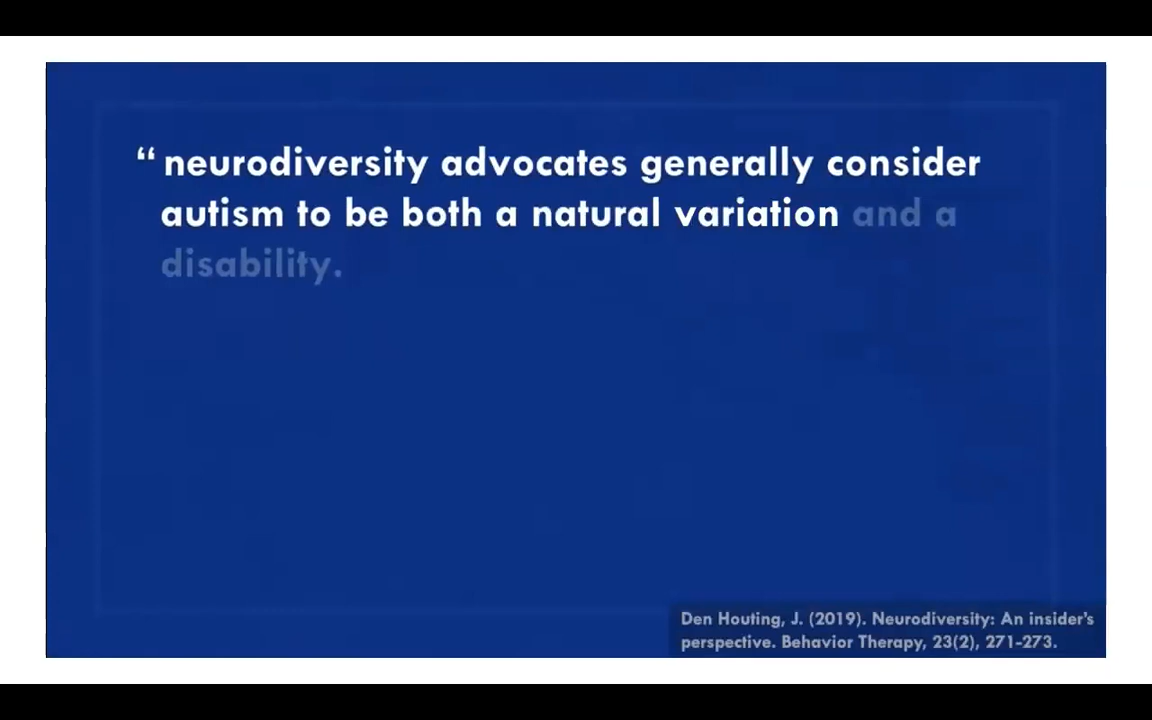 “ neurodiversity advocates generally consider
autism to be both a natural variation and a
disability.
Den Houting, J. (2019). Neurodiversity: An insider’s
perspective. Behavior Therapy, 23(2), 271-273.